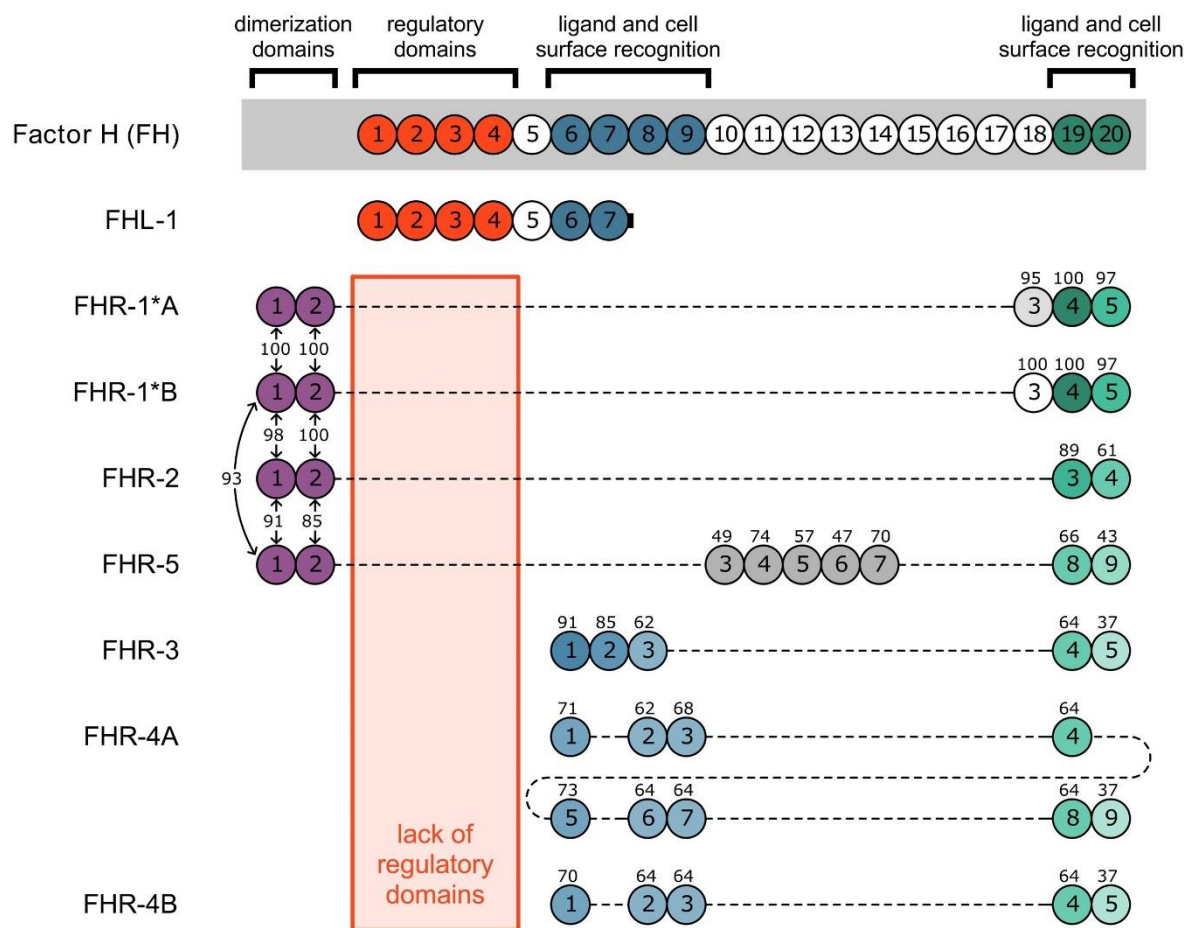 dimerization domains
regulatory domains
ligand and cell surface recognition
ligand and cell surface recognition
Factor H (FH) 1 2 3 4 5 6 7 8 9 10 11 12 13 14 15 16 17 18 19 20
FHL-1 1 2 3 4 5 6 7
95 100 97
FHR-1*A 1 2 3 4 5
100 100
100 100 97
FHR-1*B 1 2 3 4 5
98 100
89 61
93
FHR-2 1 2 3 4
91 85
49 74 57 47 70 66 43
FHR-5 1 2 3 4 5 6 7 8 9
91 85 62 64 37
FHR-3 1 2 3 4 5
71 62 68 64
FHR-4A 1 2 3 4
73 64 64 64 37
5 6 7 8 9
lack of
regulatory
domains
70 64 64 64 37
FHR-4B 1 2 3 4 5